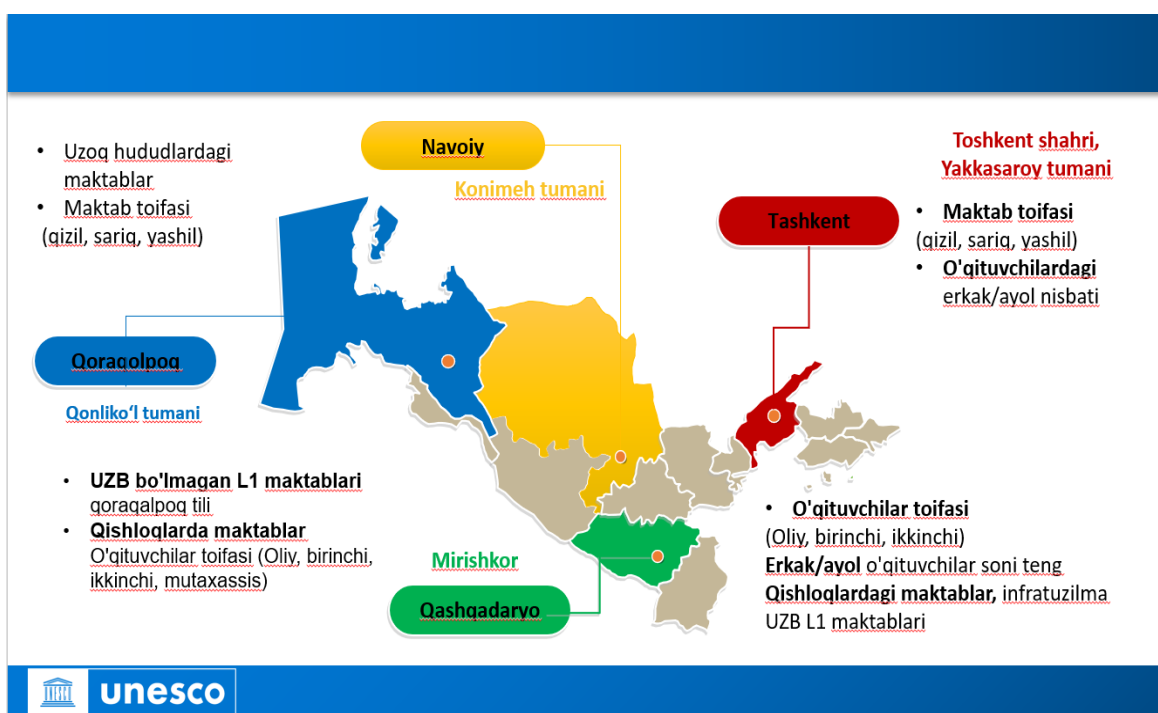 • Uzoq hududlardagi
maktablar
• Maktab toifasi
(qizil, sariq, yashil)
Navoiy
Konimeh tumani
Toshkent shahri,
Yakkasaroy tumani
Tashkent
• Maktab toifasi
(qizil, sariq, yashil)
• O'qituvchilardagi
erkak/ayol nisbati
Qoraqolpoq
Qonliko‘l tumani
• UZB bo'lmagan L1 maktablari
qoraqalpoq tili
• Qishloqlarda maktablar
O'qituvchilar toifasi (Oliy, birinchi,
ikkinchi, mutaxassis)
Mirishkor
Qashqadaryo
• O'qituvchilar toifasi
(Oliy, birinchi, ikkinchi)
Erkak/ayol o'qituvchilar soni teng
Qishloqlardagi maktablar, infratuzilma
UZB L1 maktablari
unesco